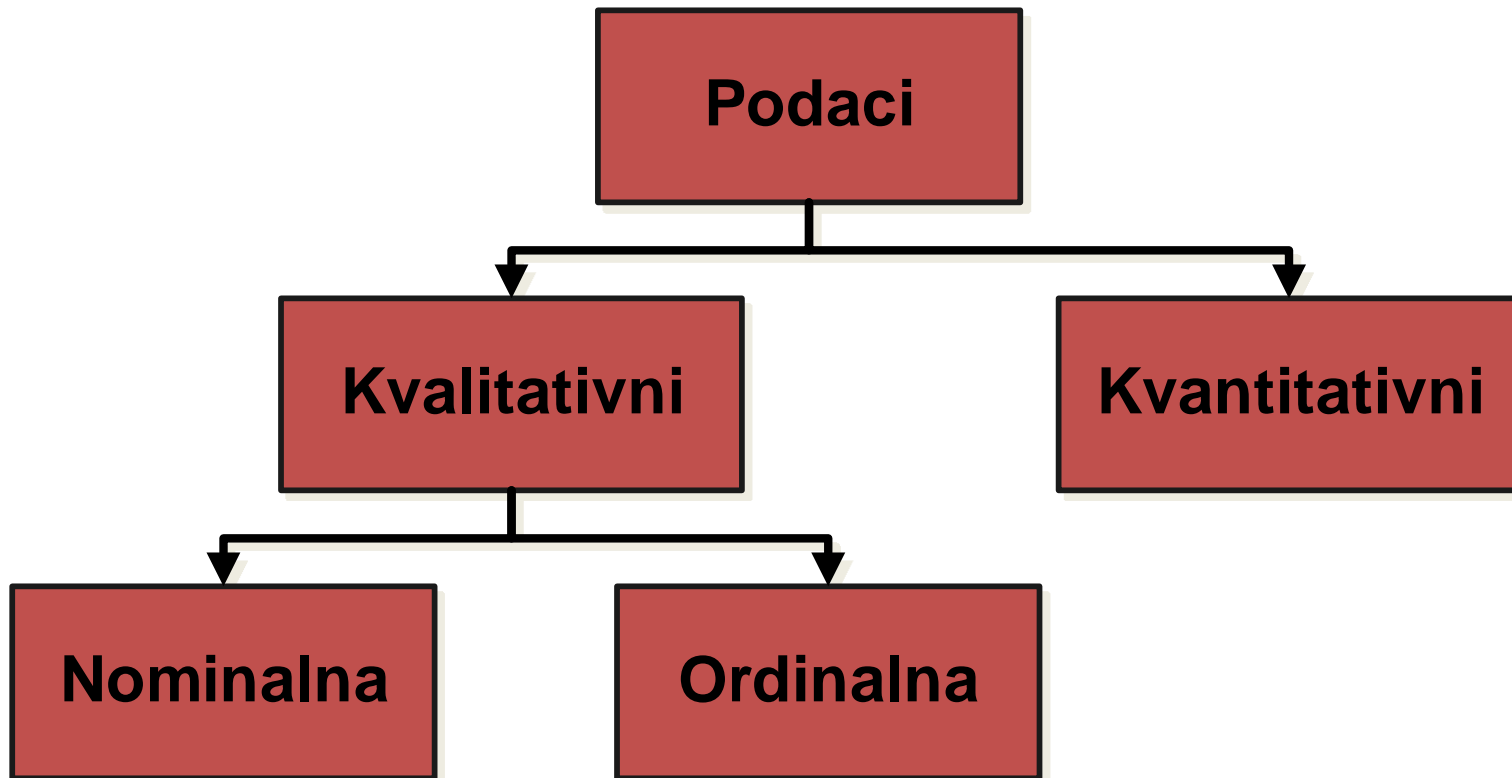 Podaci
Kvalitativni
Kvantitativni
Nominalna
Ordinalna